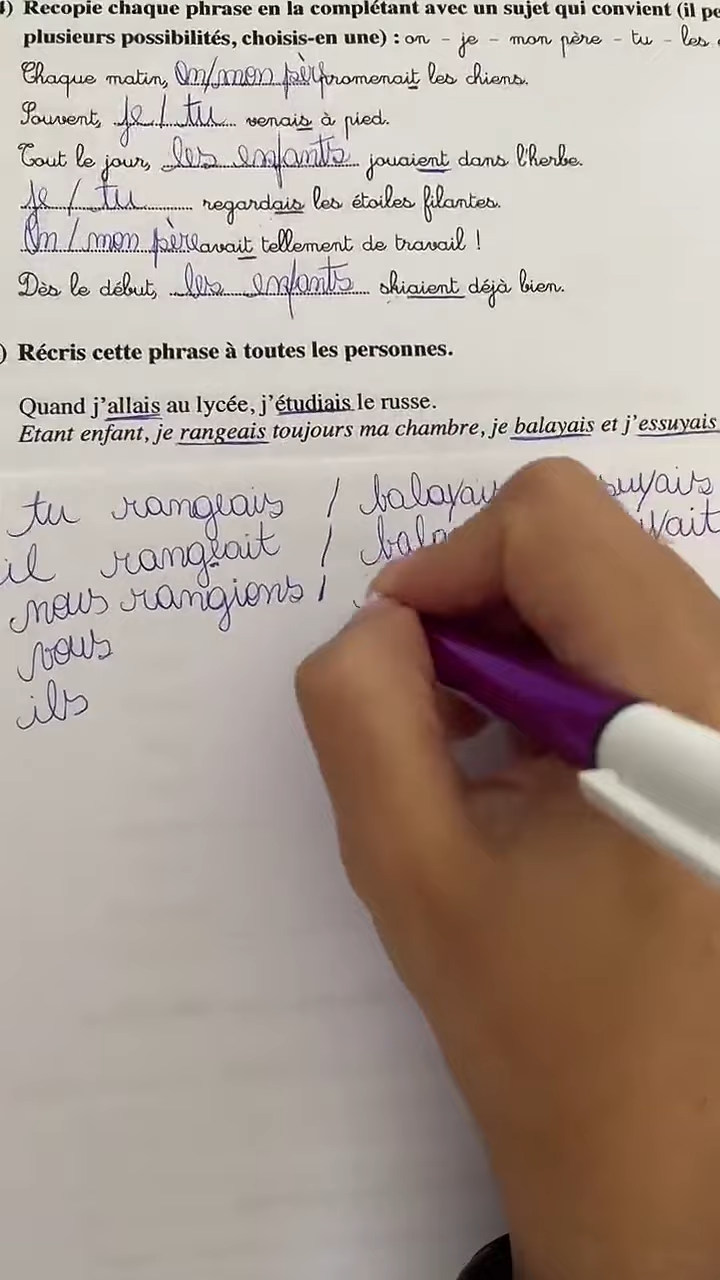 4) Recopie chaque phrase en la complétant avec un sujet qui convient (il pe
plusieurs possibilités, choisis-en une) : on - je - mon père - tu - les
Chaque matin, On/mon père promenait les chiens.
Souvent, je / tu venais à pied.
Tout le jour, les enfants jouaient dans l'herbe.
je / tu regardais les étoiles filantes.
On / mon père avait tellement de travail !
Dès le début, les enfants skiaient déjà bien.
) Récris cette phrase à toutes les personnes.
Quand j'allais au lycée, j'étudiais le russe.
Etant enfant, je rangeais toujours ma chambre, je balayais et j'essuyais
tu rangeais / balayais suyais
il rangeait / bala yait
nous rangions /
vous
ils